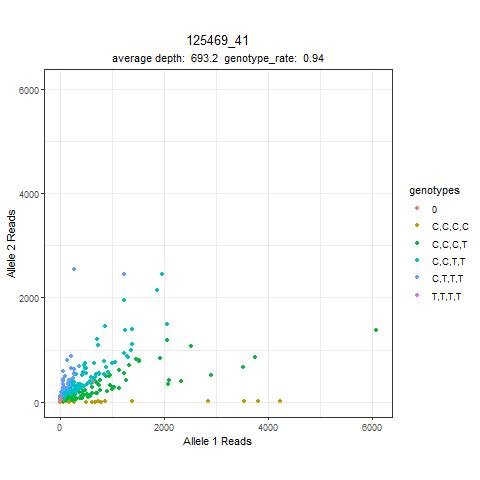 125469_41
average depth:  693.2  genotype_rate:  0.94
6000
4000
2000
0
Allele 2 Reads
0
2000
4000
6000
Allele 1 Reads
genotypes
0
C,C,C,C
C,C,C,T
C,C,T,T
C,T,T,T
T,T,T,T